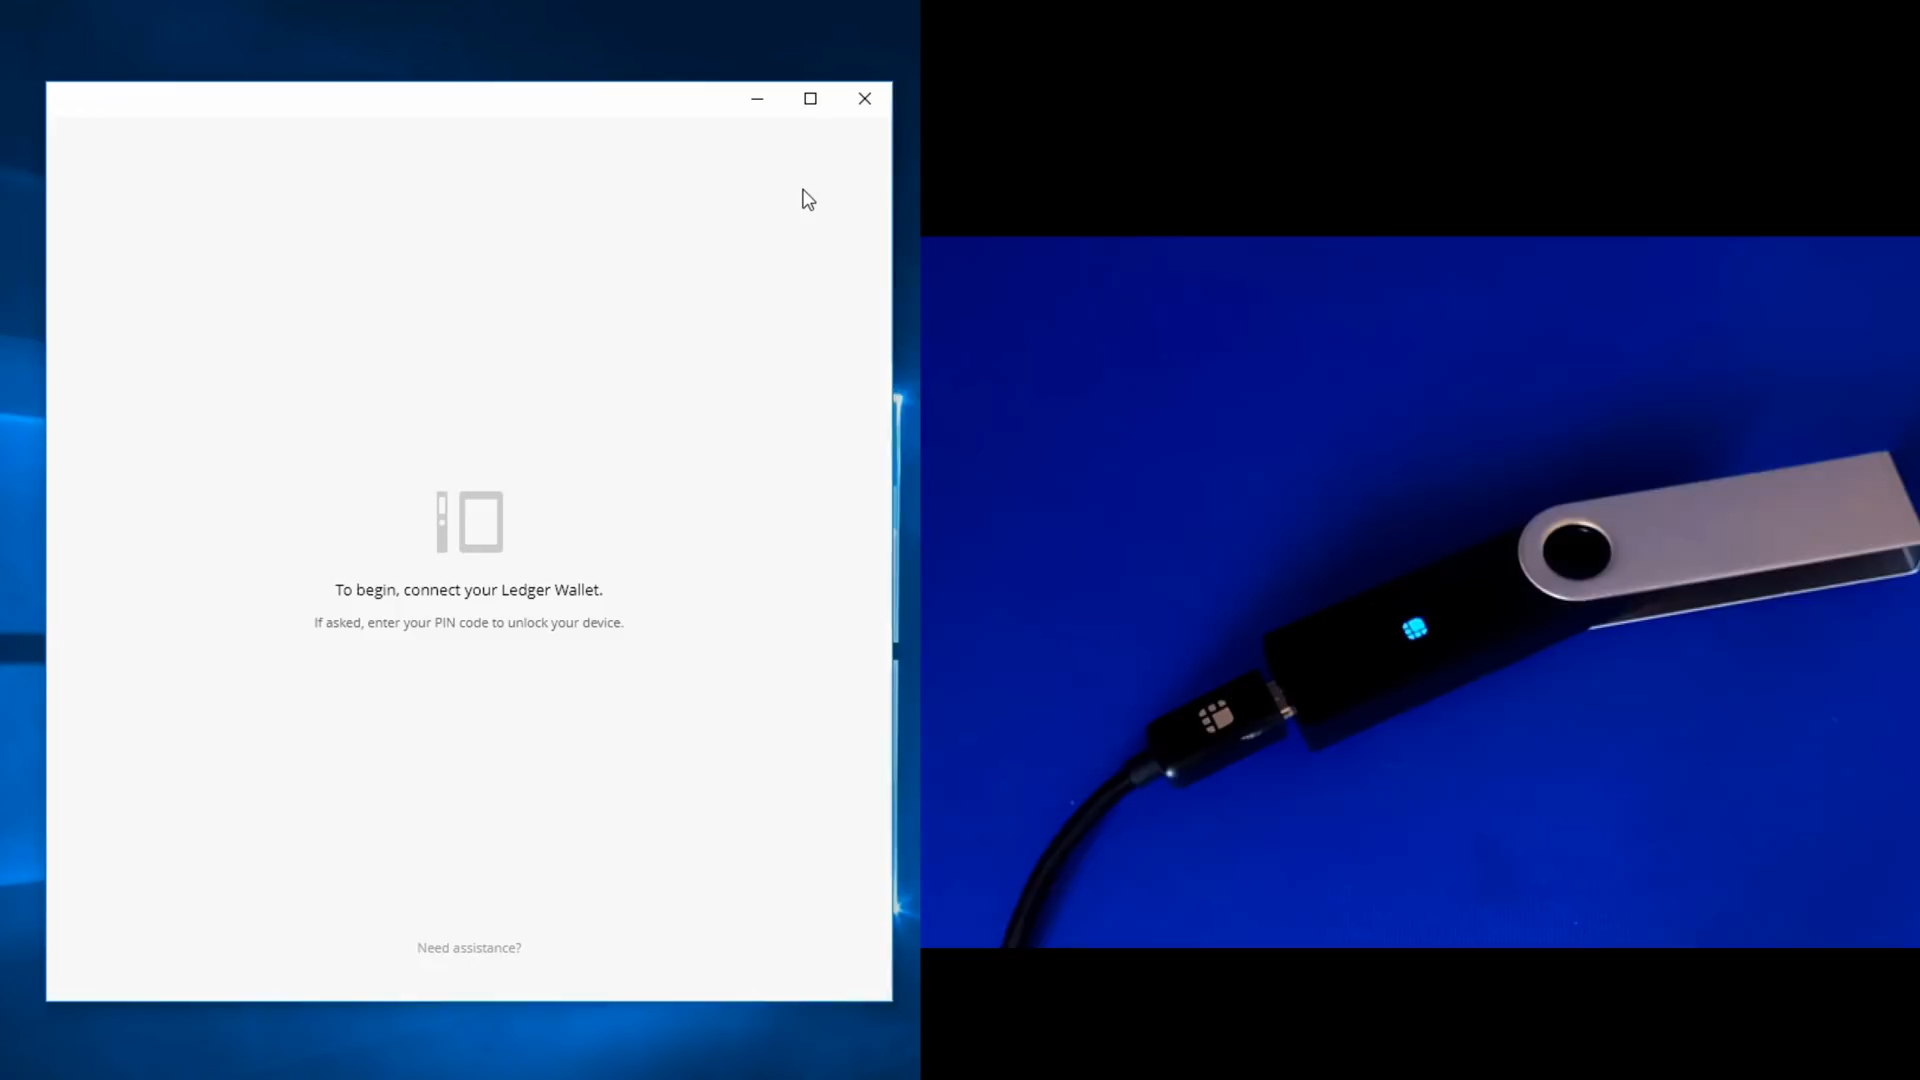 To begin, connect your Ledger Wallet.
If asked, enter your PIN code to unlock your device.
Need assistance?